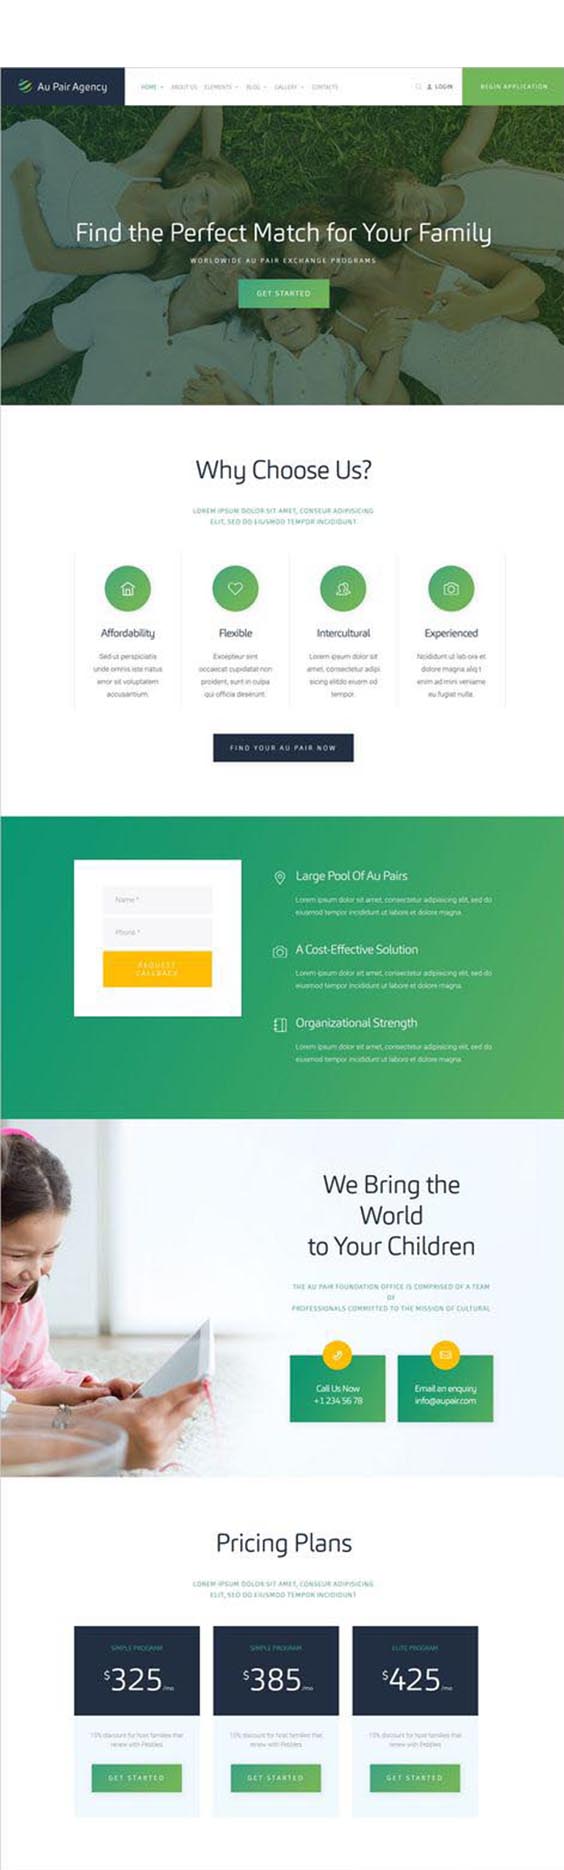 Au Pair Agency
HOME ABOUT US ELEMENTS BLOG GALLERY CONTACTS
LOGIN
BEGIN APPLICATION
Find the Perfect Match for Your Family
WORLDWIDE AU PAIR EXCHANGE PROGRAMS
GET STARTED
Why Choose Us?
LOREM IPSUM DOLOR SIT AMET, CONSEUR ADIPISICING
ELIT, SED DO EIUSMOD TEMPOR INCIDIDUNT
Affordability
Sed ut perspiciatis
unde omnis iste natus
error sit voluptatem
accusantium.
Flexible
Excepteur sint
occaecat cupidatat non
proident, sunt in culpa
qui officia deserunt.
Intercultural
Lorem ipsum dolor sit
amet, consectetur adipi
sicing elitdo eiusm od
tempor.
Experienced
Ncididunt ut lab ore et
dolore magna aliq t
enim ad mini veniame
eu fugiat nulla.
FIND YOUR AU PAIR NOW
Name *
Phone *
REQUEST
CALLBACK
Large Pool Of Au Pairs
Lorem ipsum dolor sit amet, consectetur adipisicing elit, sed do
eiusmod tempor incididunt ut labore et dolore magna.
A Cost-Effective Solution
Lorem ipsum dolor sit amet, consectetur adipisicing elit, sed do
eiusmod tempor incididunt ut labore et dolore magna.
Organizational Strength
Lorem ipsum dolor sit amet, consectetur adipisicing elit, sed do
eiusmod tempor incididunt ut labore et dolore magna.
We Bring the
World
to Your Children
THE AU PAIR FOUNDATION OFFICE IS COMPRISED OF A TEAM
OF
PROFESSIONALS COMMITTED TO THE MISSION OF CULTURAL
Call Us Now
+1 234 56 78
Email an enquiry
info@aupair.com
Pricing Plans
LOREM IPSUM DOLOR SIT AMET, CONSEUR ADIPISICING
ELIT, SED DO EIUSMOD TEMPOR INCIDIDUNT
SIMPLE PROGRAM
$325/mo
15% discount for host families that
renew with Pebbles.
GET STARTED
SIMPLE PROGRAM
$385/mo
15% discount for host families that
renew with Pebbles.
GET STARTED
ELITE PROGRAM
$425/mo
15% discount for host families that
renew with Pebbles.
GET STARTED